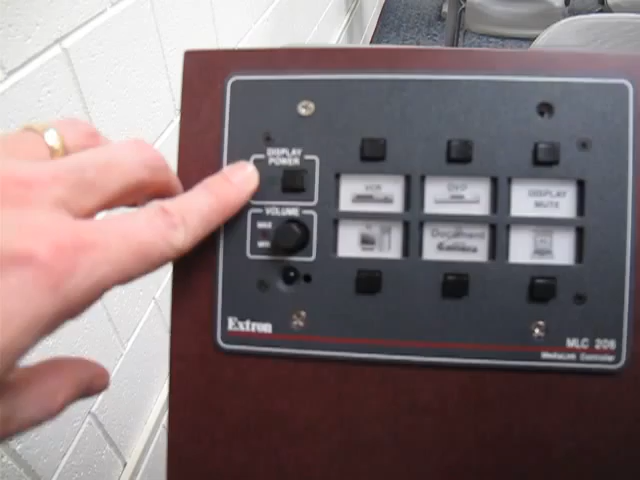 DISPLAY
POWER
VCR
DVD
DISPLAY
MUTE
VOLUME
MAX
MIN
Document
Camera
Extron
MLC 206
MediaLink Controller